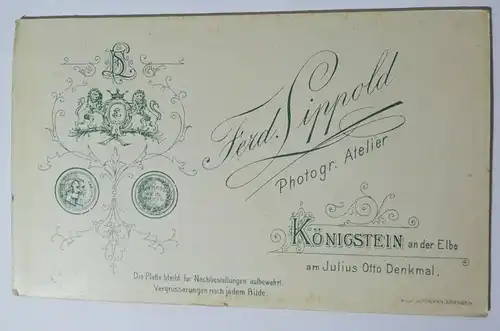 Ferd. Lippold
Photogr. Atelier
KÖNIGSTEIN an der Elbe
am Julius Otto Denkmal.
Die Platte bleibt für Nachbestellungen aufbewahrt.
Vergrösserungen nach jedem Bilde.